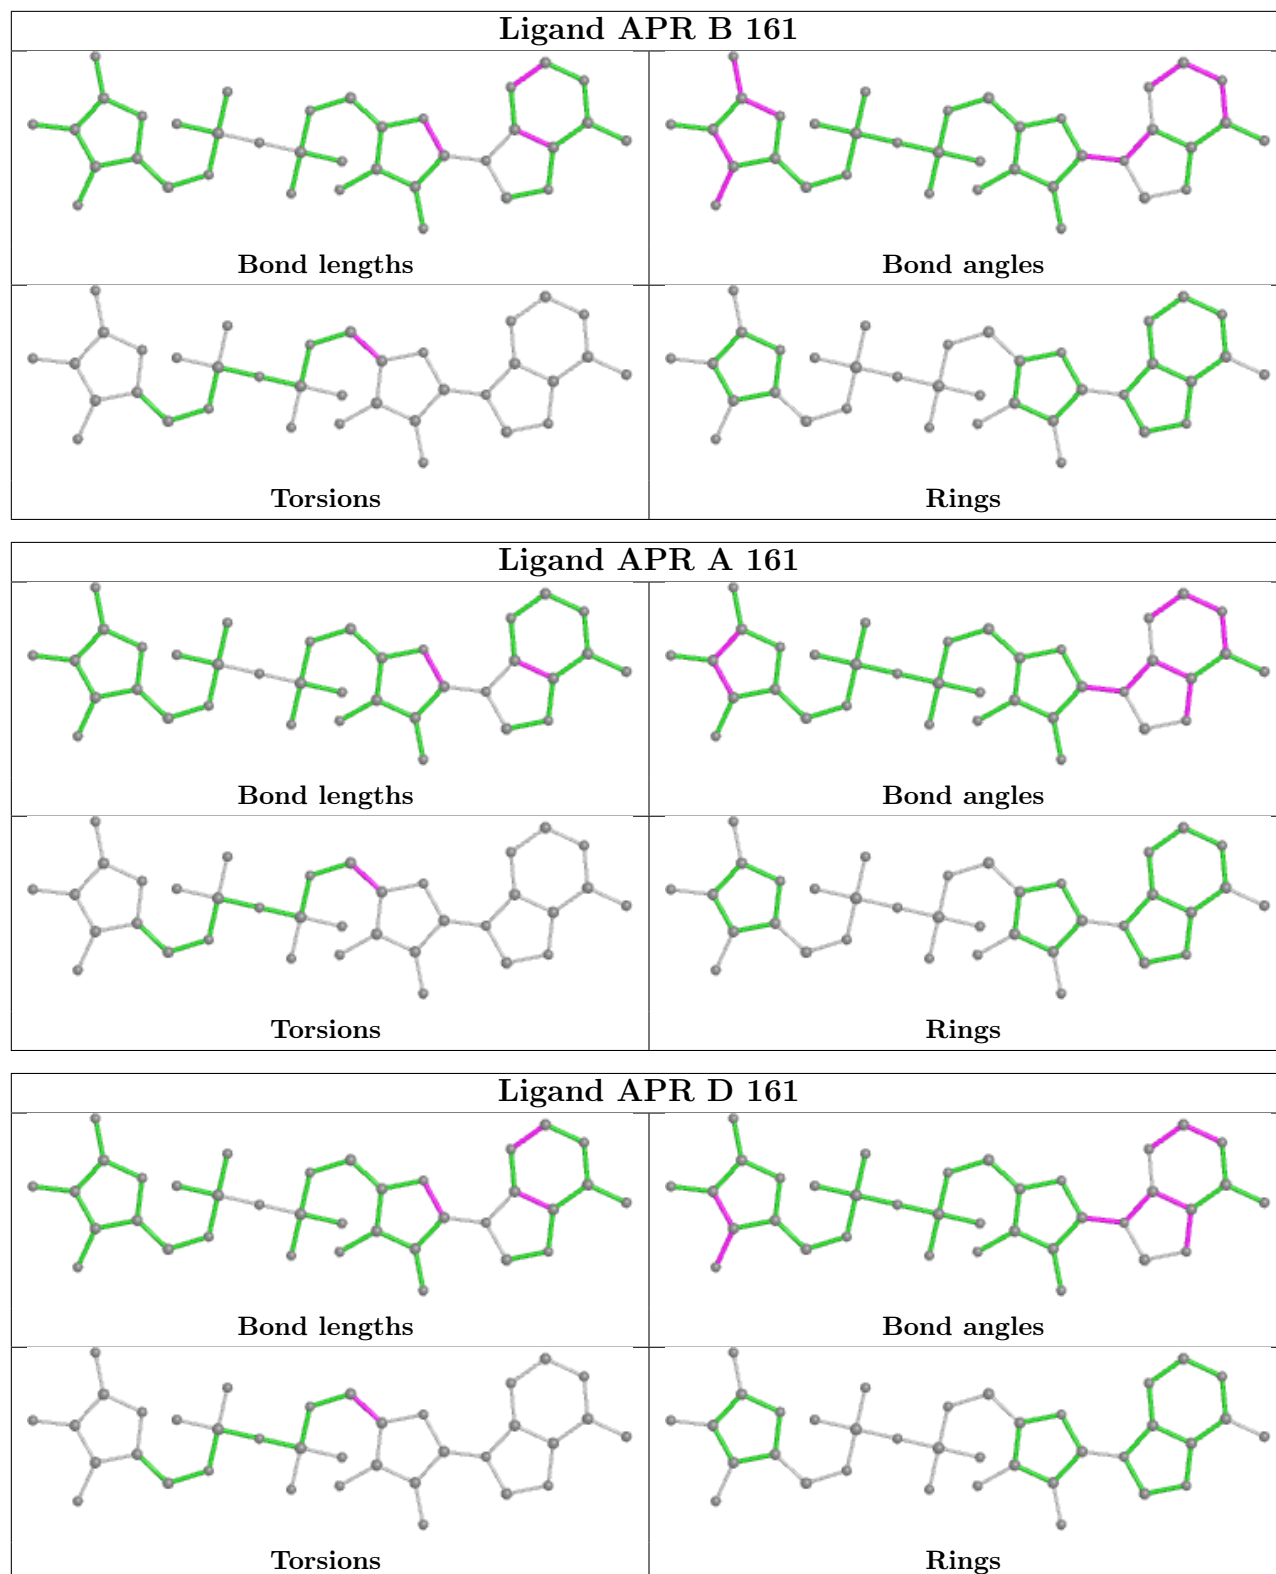 Ligand APR B 161
Bond lengths
Bond angles
Torsions
Rings
Ligand APR A 161
Bond lengths
Bond angles
Torsions
Rings
Ligand APR D 161
Bond lengths
Bond angles
Torsions
Rings